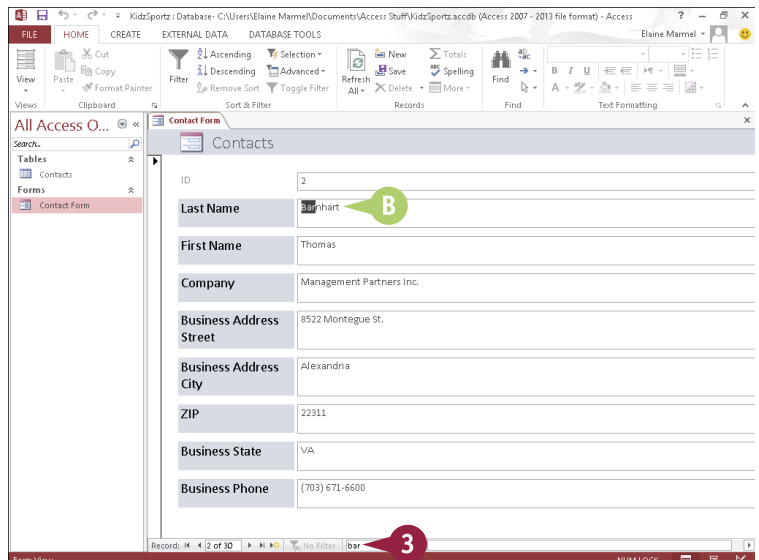 KidzSportz : Database- C:\Users\Elaine Marmel\Documents\Access Stuff\KidzSportz.accdb (Access 2007 - 2013 file format) - Access
FILE HOME CREATE EXTERNAL DATA DATABASE TOOLS Elaine Marmel
View
Paste
Cut
Copy
Format Painter
Filter
Ascending
Descending
Remove Sort
Selection
Advanced
Toggle Filter
Refresh
All
New
Save
Delete
Totals
Spelling
More
Find
B I U
A
Views Clipboard Sort & Filter Records Find Text Formatting
All Access O...
Search..
Tables
Contacts
Forms
Contact Form
Contact Form
Contacts
ID 2
Last Name Barnhart B
First Name Thomas
Company Management Partners Inc.
Business Address 8522 Montegue St.
Street
Business Address Alexandria
City
ZIP 22311
Business State VA
Business Phone (703) 671-6600
Record: 2 of 30 No Filter bar 3
Form View NUM LOCK